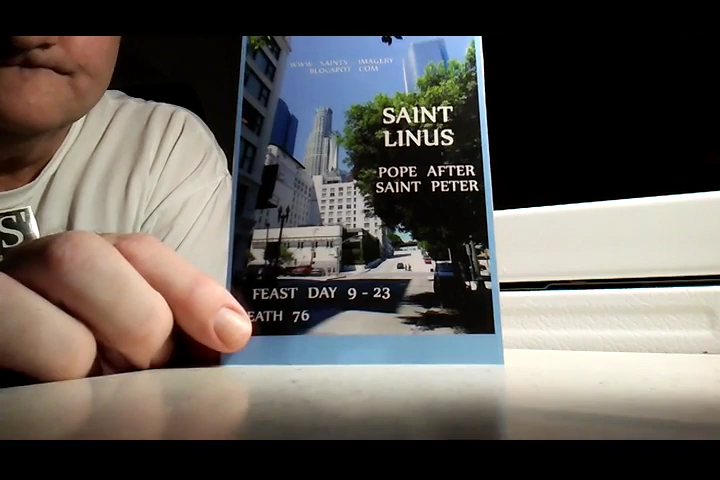 WWW. SAINTS - IMAGERY
BLOGSPOT. COM
SAINT
LINUS
POPE AFTER
SAINT PETER
FEAST DAY 9 - 23
EATH 76
S